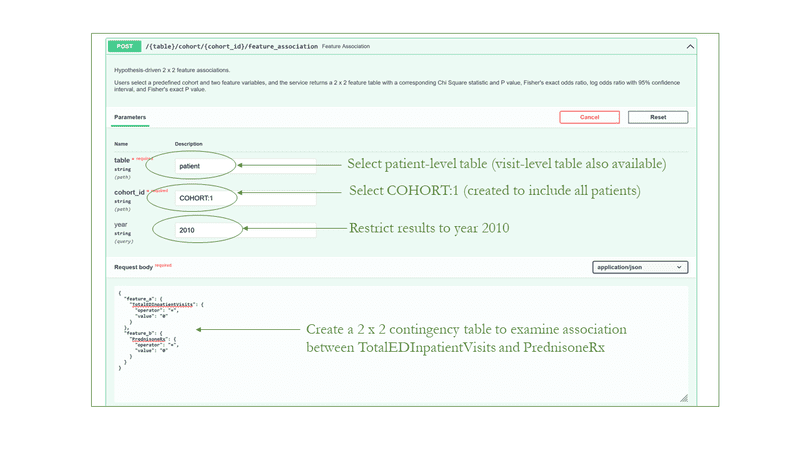 POST /{table}/cohort/{cohort_id}/feature_association Feature Association
Hypothesis-driven 2 x 2 feature associations.
Users select a predefined cohort and two feature variables, and the service returns a 2 x 2 feature table with a corresponding Chi Square statistic and P value, Fisher's exact odds ratio, log odds ratio with 95% confidence
interval, and Fisher's exact P value.
Parameters Cancel Reset
Name Description
table * required
string
(path)
patient
Select patient-level table (visit-level table also available)
cohort_id * required
string
(path)
COHORT:1
Select COHORT:1 (created to include all patients)
year
string
(query)
2010
Restrict results to year 2010
Request body required application/json
{
"feature_a": {
"TotalEDInpatientVisits": {
"operator": "=",
"value": "0"
}
},
"feature_b": {
"PrednisoneRx": {
"operator": "=",
"value": "0"
}
}
}
Create a 2 x 2 contingency table to examine association
between TotalEDInpatientVisits and PrednisoneRx